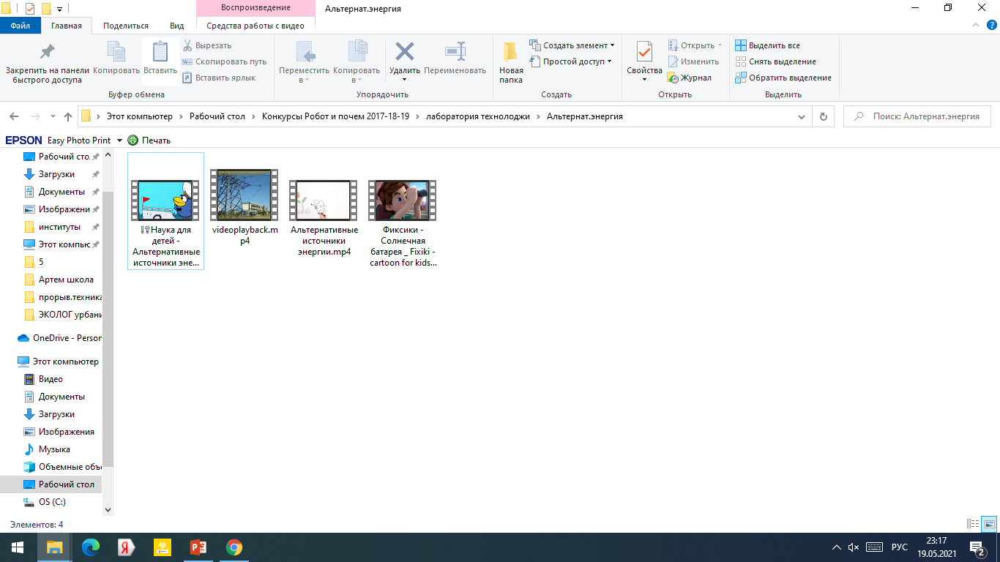 Воспроизведение
Альтернат.энергия
Файл
Главная
Поделиться
Вид
Средства работы с видео
Закрепить на панели
быстрого доступа
Копировать
Вставить
Вырезать
Скопировать путь
Вставить ярлык
Буфер обмена
Переместить
в
Копировать
в
Удалить
Переименовать
Упорядочить
Новая
папка
Создать элемент
Простой доступ
Создать
Свойства
Открыть
Изменить
Журнал
Открыть
Выделить все
Снять выделение
Обратить выделение
Выделить
Этот компьютер
Рабочий стол
Конкурсы Робот и почем 2017-18-19
лаборатория технолоджи
Альтернат.энергия
Поиск: Альтернат.энергия
EPSON Easy Photo Print
Печать
Рабочий сто.
Загрузки
Документы
Изображени
институты
Этот компьк
5
Артем школа
прорыв.техника
ЭКОЛОГ урбани
OneDrive - Person
Этот компьютер
Видео
Документы
Загрузки
Изображения
Музыка
Объемные объ
Рабочий стол
OS (C:)
❕❔Наука для
детей -
Альтернативные
источники эне...
videoplayback.m
p4
Альтернативные
источники
энергии.mp4
Фиксики -
Солнечная
батарея _ Fixiki -
cartoon for kids...
Элементов: 4
РУС
23:17
19.05.2021
2